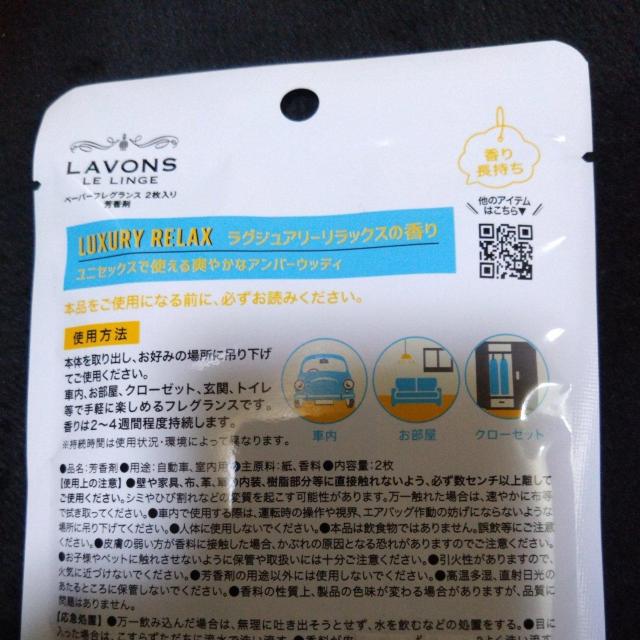 LAVONS
LE LINGE
ペーパーフレグランス 2枚入り
芳香剤
香り
長持ち
他のアイテム
はこちら▼
LUXURY RELAX ラグジュアリーリラックスの香り
ユニセックスで使える爽やかなアンバーウッディ
本品をご使用になる前に、必ずお読みください。
使用方法
本体を取り出し、お好みの場所に吊り下げ
てご使用ください。
車内、お部屋、クローゼット、玄関、トイレ
等で手軽に楽しめるフレグランスです。
香りは2〜4週間程度持続します。
※持続時間は使用状況・環境によって異なります。
車内
お部屋
クローゼット
●品名:芳香剤●用途:自動車、室内用●主原料:紙、香料●内容量:2枚
【使用上の注意】●壁や家具、布、革、車の内装、樹脂部分等に直接触れないよう、必ず数センチ以上離して
ご使用ください。シミやひび割れなどの変質を起こす可能性があります。万一触れた場合は、速やかに布等
で拭き取ってください。●車内で使用する際は、運転時の操作や視界、エアバッグ作動の妨げにならないような
場所に吊り下げてください。●人体に使用しないでください。●本品は飲食物ではありません。誤飲等にご注意
ください。●皮膚の弱い方が香料に接触した場合、かぶれの原因となる恐れがありますのでご注意ください。
●お子様やペットに触れさせないように保管や取扱いには十分ご注意ください。●引火性がありますので、
火気に近づけないでください。●芳香剤の用途以外には使用しないでください。●高温多湿、直射日光の
あたるところに保管しないでください。●香料の性質上、製品の色味が変わる場合がありますが、品質に
問題はありません。
【応急処置】●万一飲み込んだ場合は、無理に吐き出そうとせず、水を飲むなどの処置をする。●目に
入った場合は、こすらずただちに流水で洗い流す。